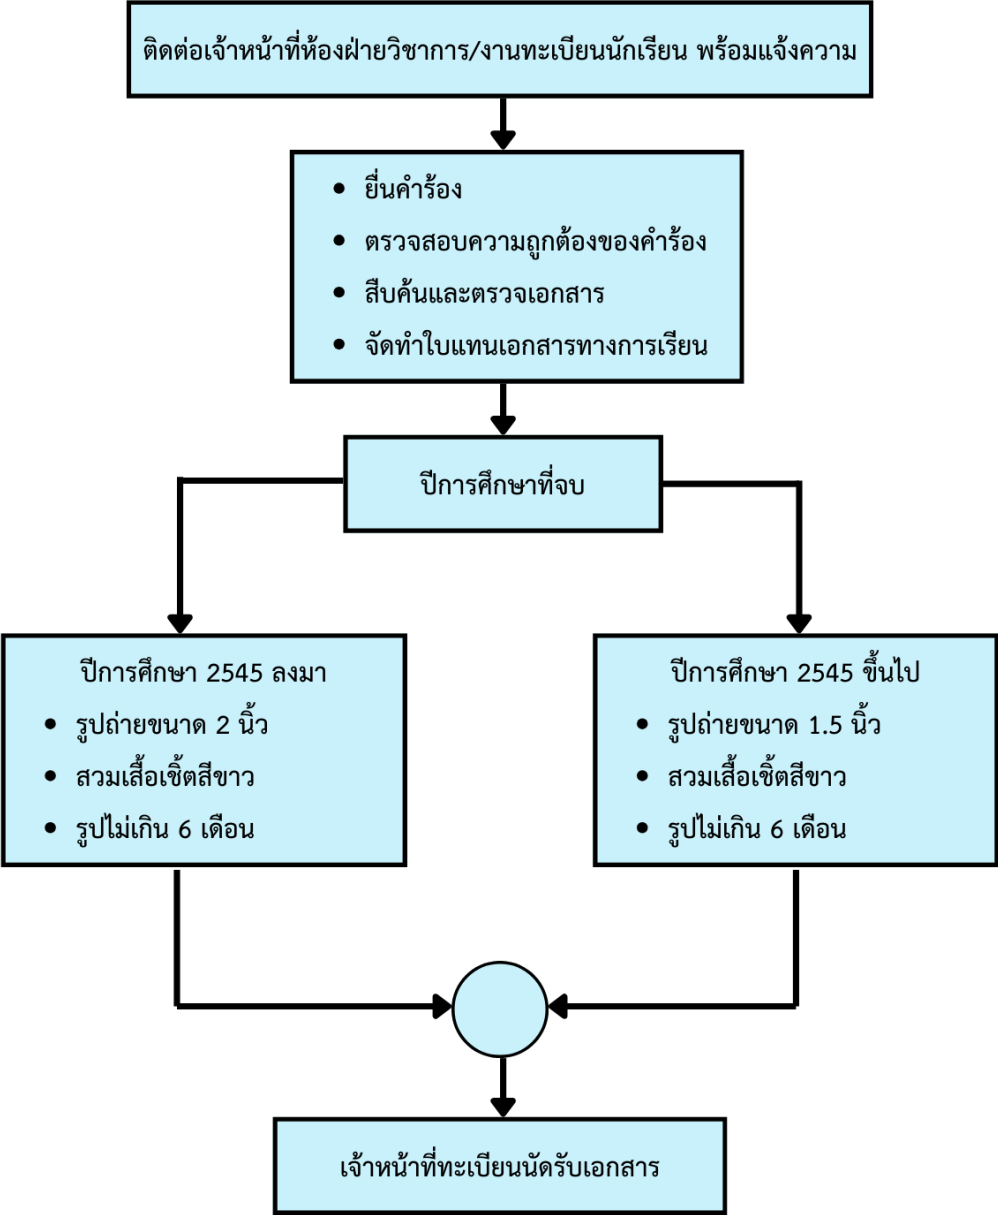 ติดต่อเจ้าหน้าที่ห้องฝ่ายวิชาการ/งานทะเบียนนักเรียน พร้อมแจ้งความ
• ยื่นคำร้อง
• ตรวจสอบความถูกต้องของคำร้อง
• สืบค้นและตรวจเอกสาร
• จัดทำใบแทนเอกสารทางการเรียน
ปีการศึกษาที่จบ
ปีการศึกษา 2545 ลงมา
• รูปถ่ายขนาด 2 นิ้ว
• สวมเสื้อเชิ้ตสีขาว
• รูปไม่เกิน 6 เดือน
ปีการศึกษา 2545 ขึ้นไป
• รูปถ่ายขนาด 1.5 นิ้ว
• สวมเสื้อเชิ้ตสีขาว
• รูปไม่เกิน 6 เดือน
เจ้าหน้าที่ทะเบียนนัดรับเอกสาร